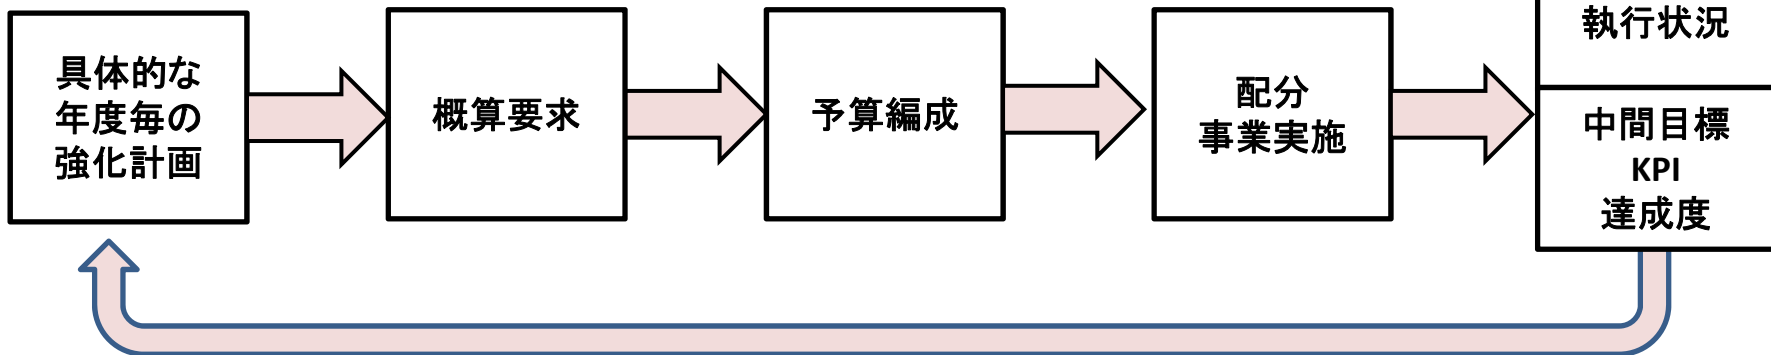 具体的な
年度毎の
強化計画
概算要求
予算編成
配分
事業実施
執行状況
中間目標
KPI
達成度